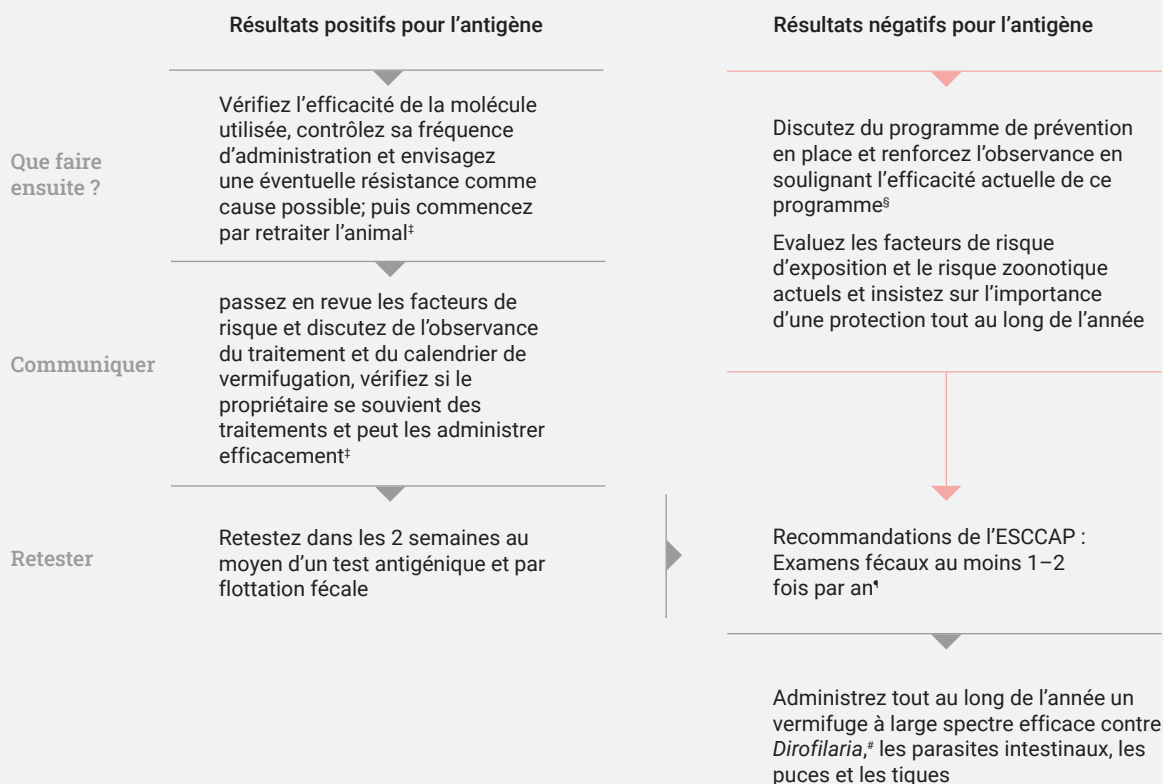 Résultats positifs pour l’antigène
Résultats négatifs pour l’antigène
Que faire
ensuite ?
Vérifiez l’efficacité de la molécule
utilisée, contrôlez sa fréquence
d’administration et envisagez
une éventuelle résistance comme
cause possible; puis commencez
par retraiter l’animal‡
Discutez du programme de prévention
en place et renforcez l’observance en
soulignant l’efficacité actuelle de ce
programme§
Evaluez les facteurs de risque
d’exposition et le risque zoonotique
actuels et insistez sur l’importance
d’une protection tout au long de l’année
Communiquer
passez en revue les facteurs de
risque et discutez de l’observance
du traitement et du calendrier de
vermifugation, vérifiez si le
propriétaire se souvient des
traitements et peut les administrer
efficacement‡
Retester
Retestez dans les 2 semaines au
moyen d’un test antigénique et par
flottation fécale
Recommandations de l’ESCCAP :
Examens fécaux au moins 1–2
fois par an¶
Administrez tout au long de l’année un
vermifuge à large spectre efficace contre
Dirofilaria,# les parasites intestinaux, les
puces et les tiques